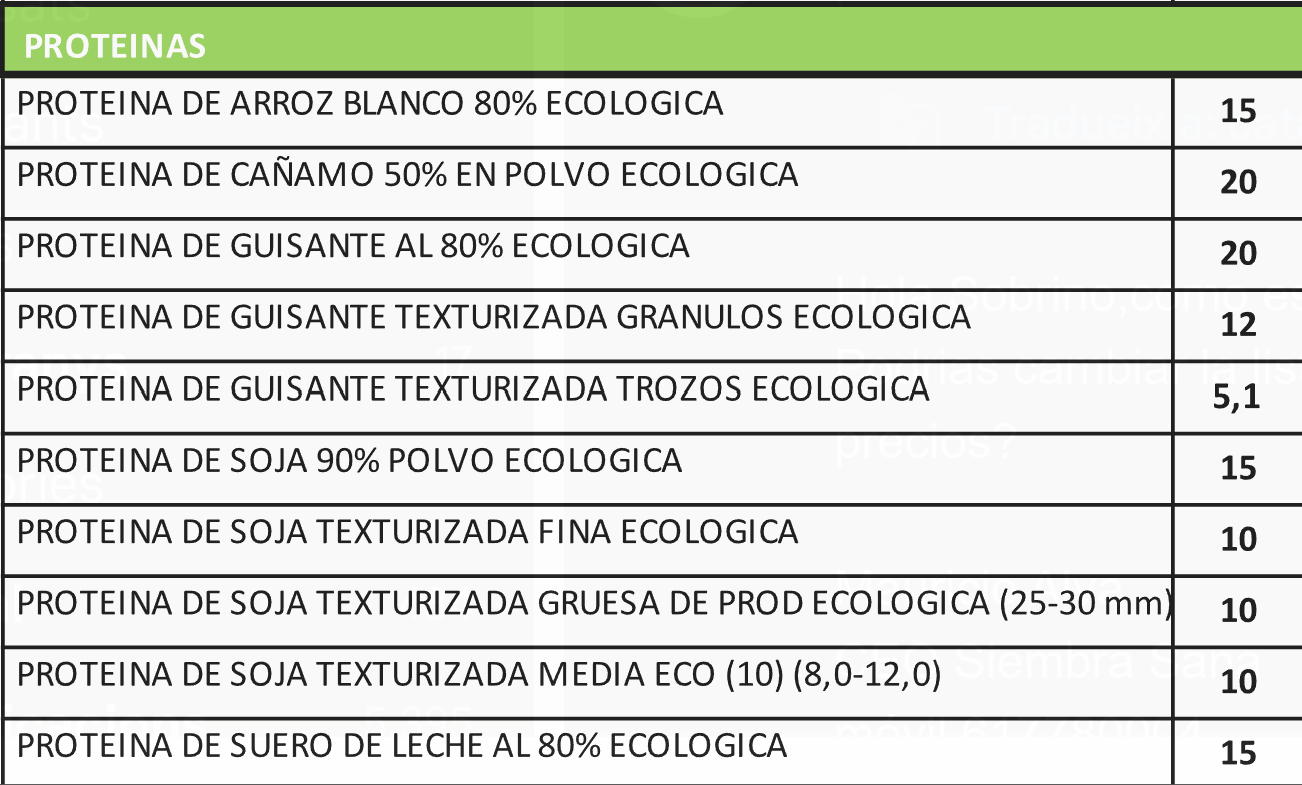 PROTEINAS
PROTEINA DE ARROZ BLANCO 80% ECOLOGICA 15
PROTEINA DE CAÑAMO 50% EN POLVO ECOLOGICA 20
PROTEINA DE GUISANTE AL 80% ECOLOGICA 20
PROTEINA DE GUISANTE TEXTURIZADA GRANULOS ECOLOGICA 12
PROTEINA DE GUISANTE TEXTURIZADA TROZOS ECOLOGICA 5,1
PROTEINA DE SOJA 90% POLVO ECOLOGICA 15
PROTEINA DE SOJA TEXTURIZADA FINA ECOLOGICA 10
PROTEINA DE SOJA TEXTURIZADA GRUESA DE PROD ECOLOGICA (25-30 mm) 10
PROTEINA DE SOJA TEXTURIZADA MEDIA ECO (10) (8,0-12,0) 10
PROTEINA DE SUERO DE LECHE AL 80% ECOLOGICA 15